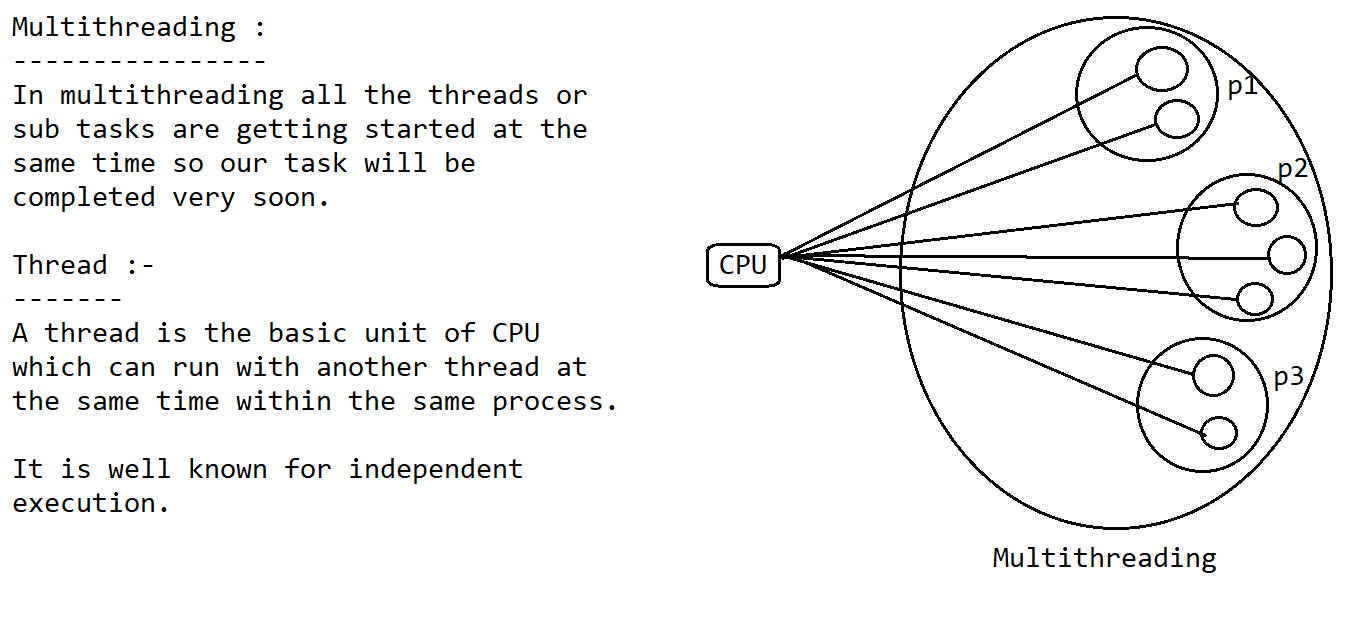 Multithreading :
----------------
In multithreading all the threads or
sub tasks are getting started at the
same time so our task will be
completed very soon.
Thread :-
-------
A thread is the basic unit of CPU
which can run with another thread at
the same time within the same process.
It is well known for independent
execution.
p1
p2
CPU
p3
Multithreading